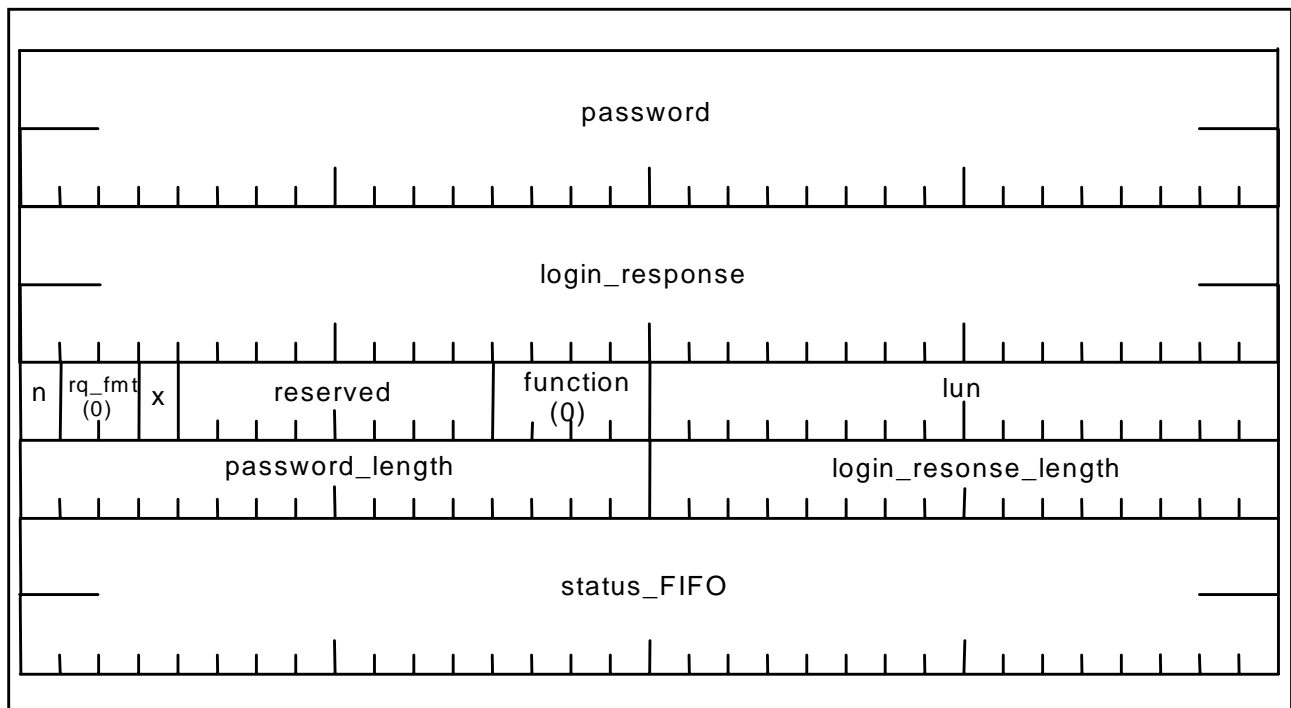 password
login_response
n
rq_fmt
(0)
x
reserved
function
(0)
lun
password_length
login_resonse_length
status_FIFO